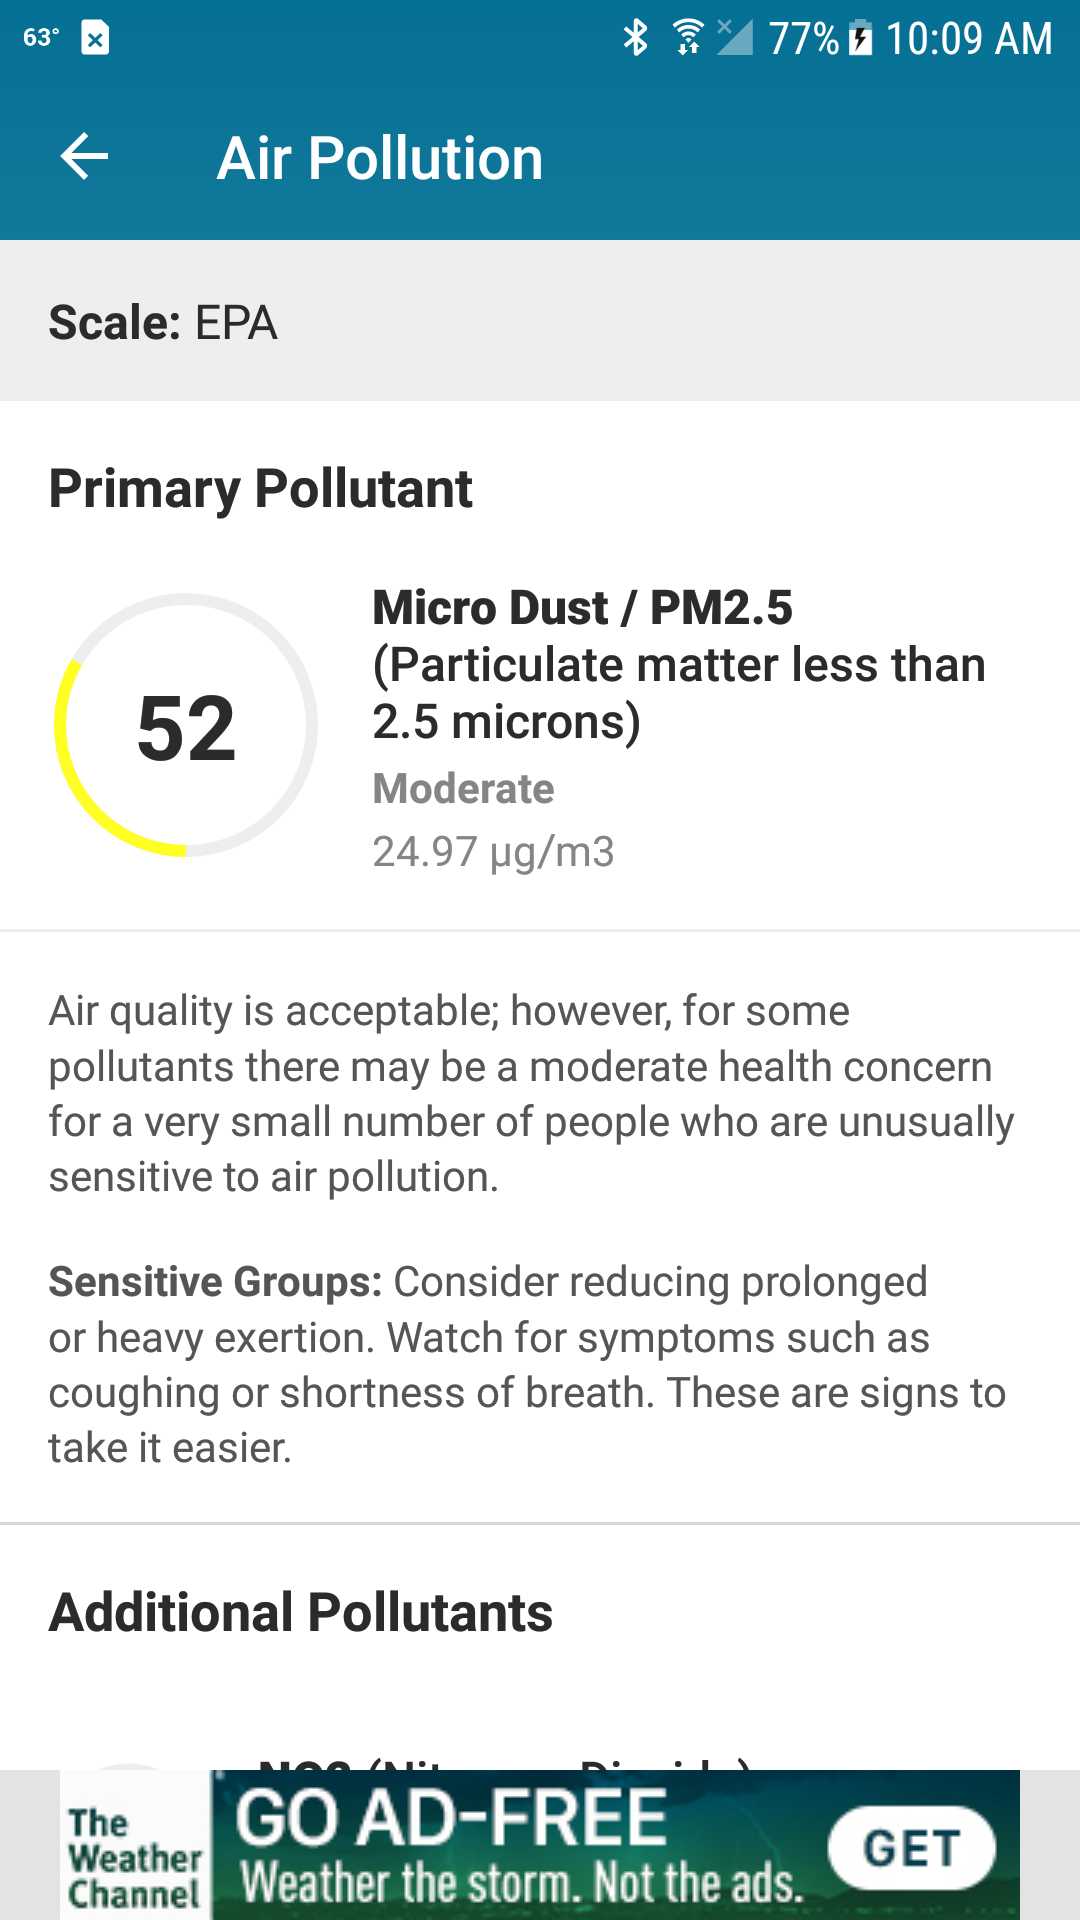 63°
77% 10:09 AM
Air Pollution
Scale: EPA
Primary Pollutant
52
Micro Dust / PM2.5
(Particulate matter less than
2.5 microns)
Moderate
24.97 µg/m3
Air quality is acceptable; however, for some
pollutants there may be a moderate health concern
for a very small number of people who are unusually
sensitive to air pollution.
Sensitive Groups: Consider reducing prolonged
or heavy exertion. Watch for symptoms such as
coughing or shortness of breath. These are signs to
take it easier.
Additional Pollutants
The
Weather
Channel
GO AD-FREE
Weather the storm. Not the ads.
GET